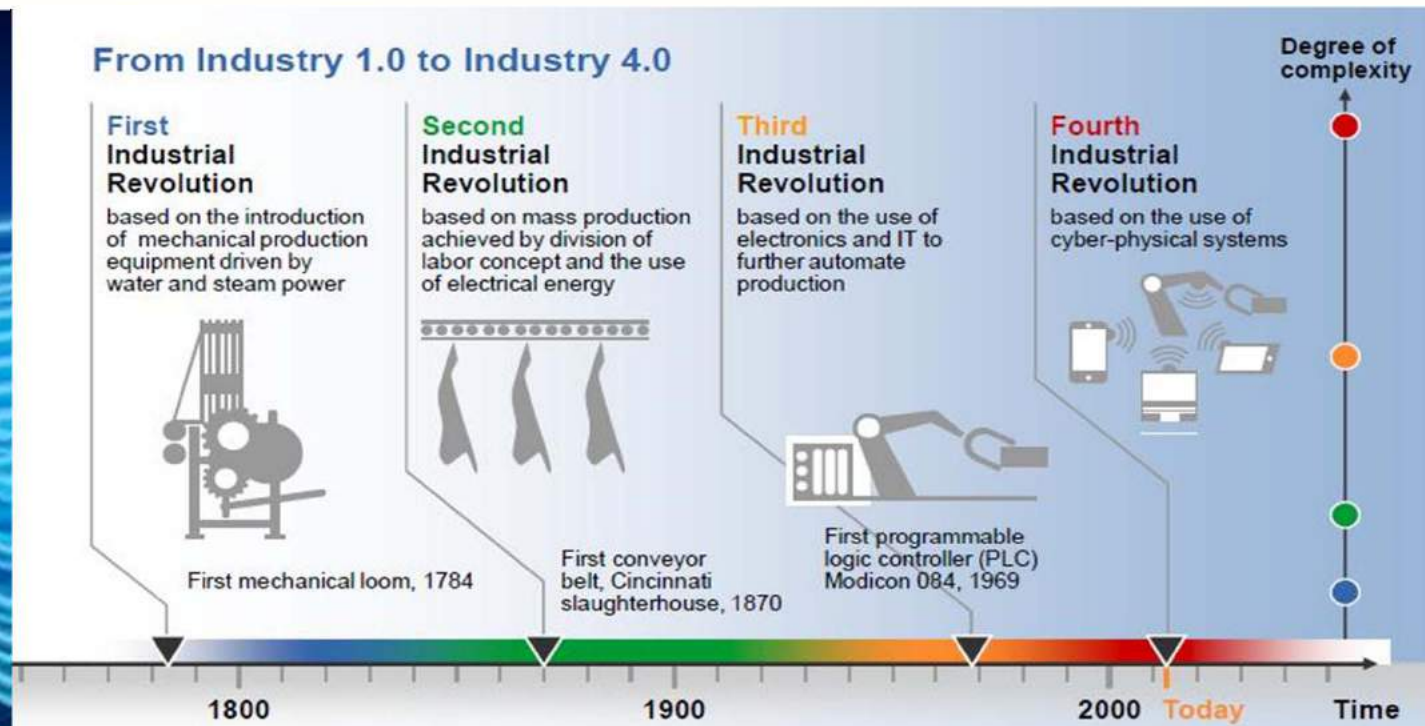 From Industry 1.0 to Industry 4.0
Degree of
complexity
First
Industrial
Revolution
based on the introduction
of mechanical production
equipment driven by
water and steam power
Second
Industrial
Revolution
based on mass production
achieved by division of
labor concept and the use
of electrical energy
Third
Industrial
Revolution
based on the use of
electronics and IT to
further automate
production
Fourth
Industrial
Revolution
based on the use of
cyber-physical systems
First mechanical loom, 1784
First conveyor
belt, Cincinnati
slaughterhouse, 1870
First programmable
logic controller (PLC)
Modicon 084, 1969
1800
1900
2000
Today
Time